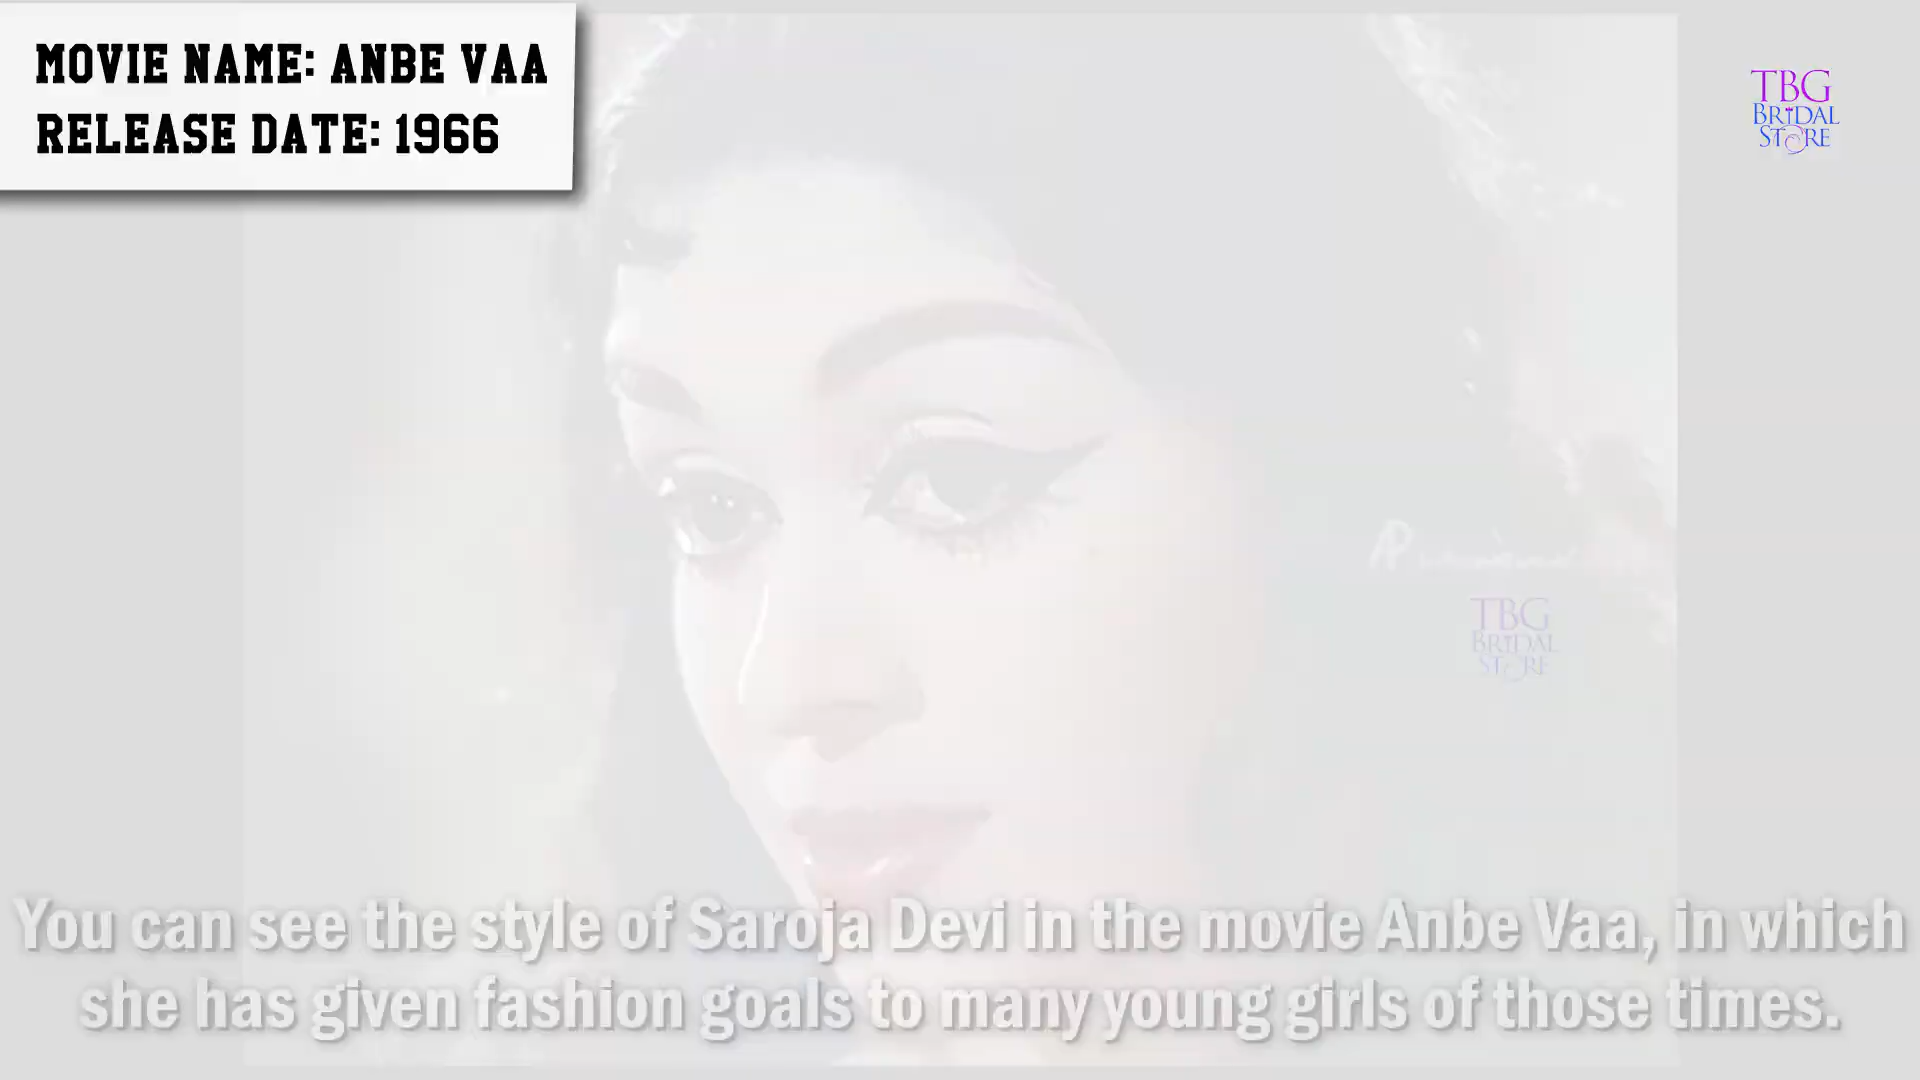 MOVIE NAME: ANBE VAA
RELEASE DATE: 1966
TBG
BRIDAL
STORE
TBG
BRIDAL
STORE
You can see the style of Saroja Devi in the movie Anbe Vaa, in which
she has given fashion goals to many young girls of those times.